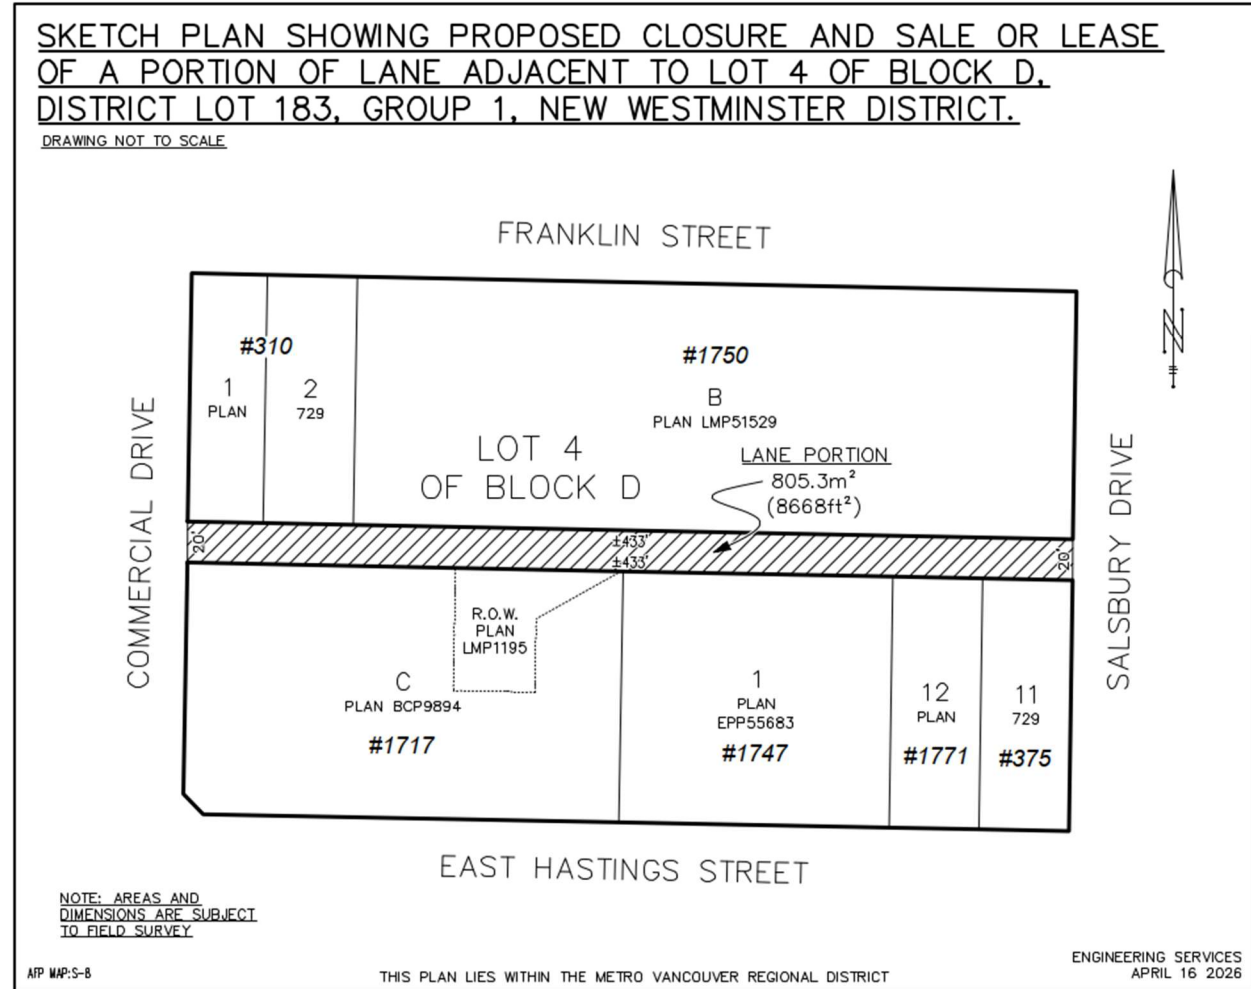 SKETCH PLAN SHOWING PROPOSED CLOSURE AND SALE OR LEASE
OF A PORTION OF LANE ADJACENT TO LOT 4 OF BLOCK D,
DISTRICT LOT 183, GROUP 1, NEW WESTMINSTER DISTRICT.
DRAWING NOT TO SCALE
FRANKLIN STREET
N
#310
1
PLAN
2
729
#1750
B
PLAN LMP51529
COMMERCIAL DRIVE
LOT 4
OF BLOCK D
LANE PORTION
805.3m²
(8668ft²)
SALSBURY DRIVE
20'
±433'
±433'
20'
R.O.W.
PLAN
LMP1195
C
PLAN BCP9894
#1717
1
PLAN
EPP55683
#1747
12
PLAN
#1771
11
729
#375
EAST HASTINGS STREET
NOTE: AREAS AND
DIMENSIONS ARE SUBJECT
TO FIELD SURVEY
AFP MAP:S-8
THIS PLAN LIES WITHIN THE METRO VANCOUVER REGIONAL DISTRICT
ENGINEERING SERVICES
APRIL 16 2026